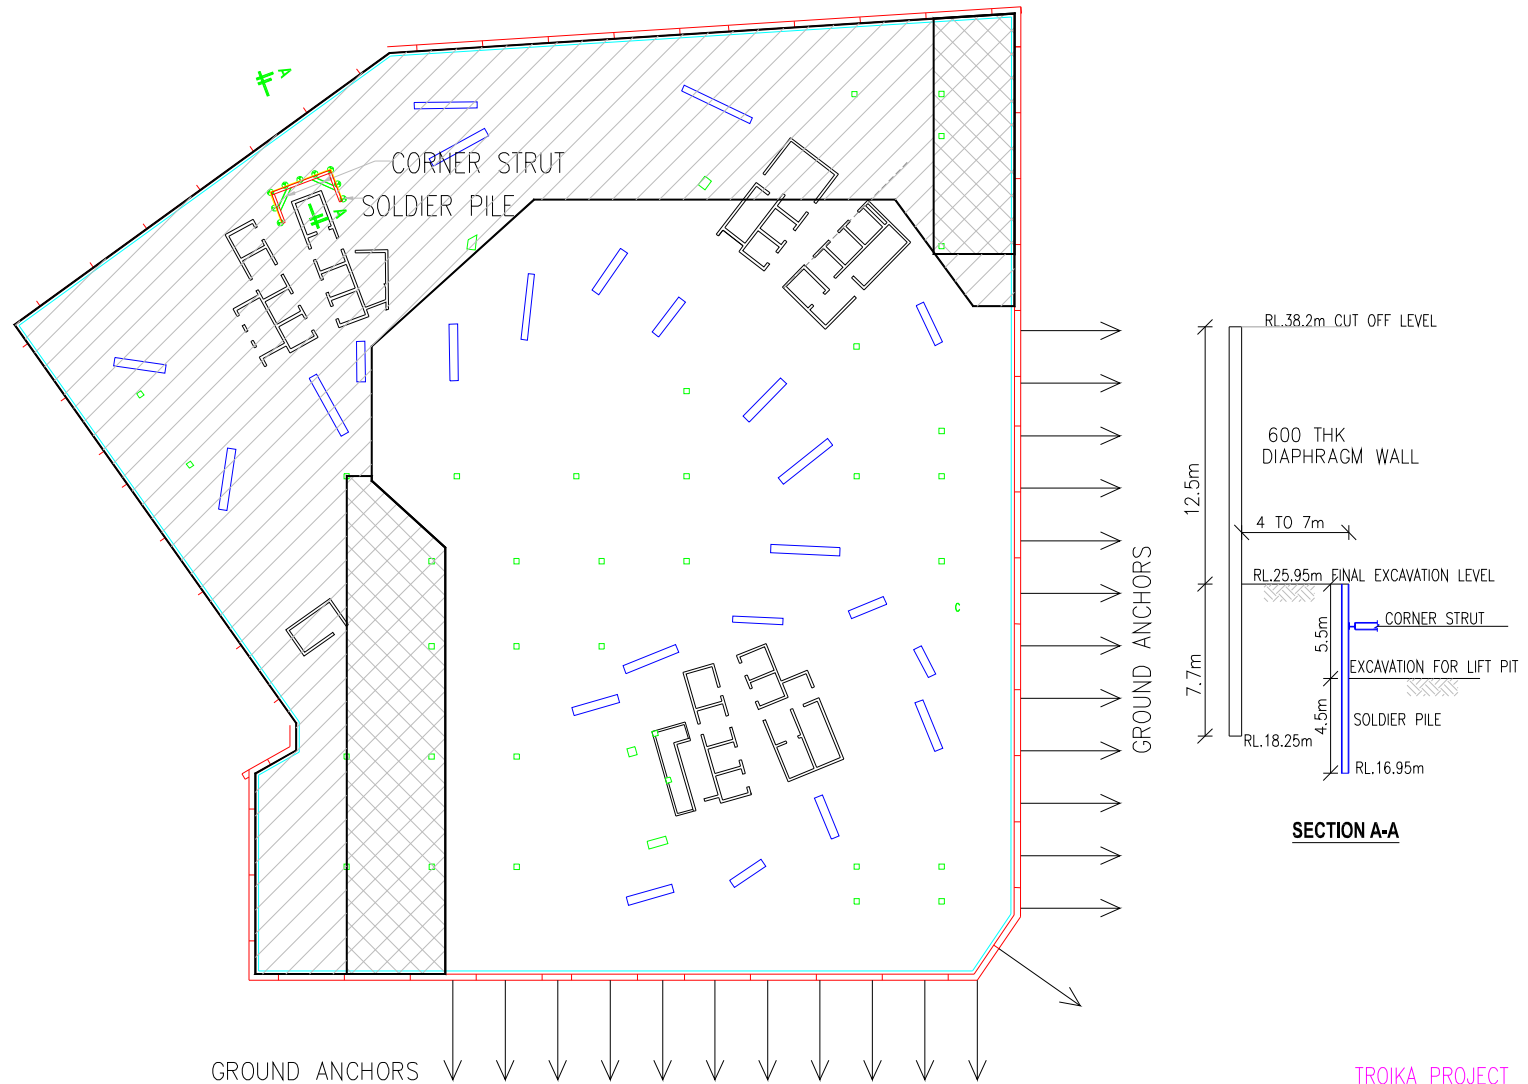 A
CORNER STRUT
SOLDIER PILE
A
C
GROUND ANCHORS
GROUND ANCHORS
RL.38.2m CUT OFF LEVEL
600 THK
DIAPHRAGM WALL
12.5m
4 TO 7m
RL.25.95m FINAL EXCAVATION LEVEL
CORNER STRUT
5.5m
EXCAVATION FOR LIFT PIT
7.7m
4.5m
SOLDIER PILE
RL.18.25m
RL.16.95m
SECTION A-A
TROIKA PROJECT